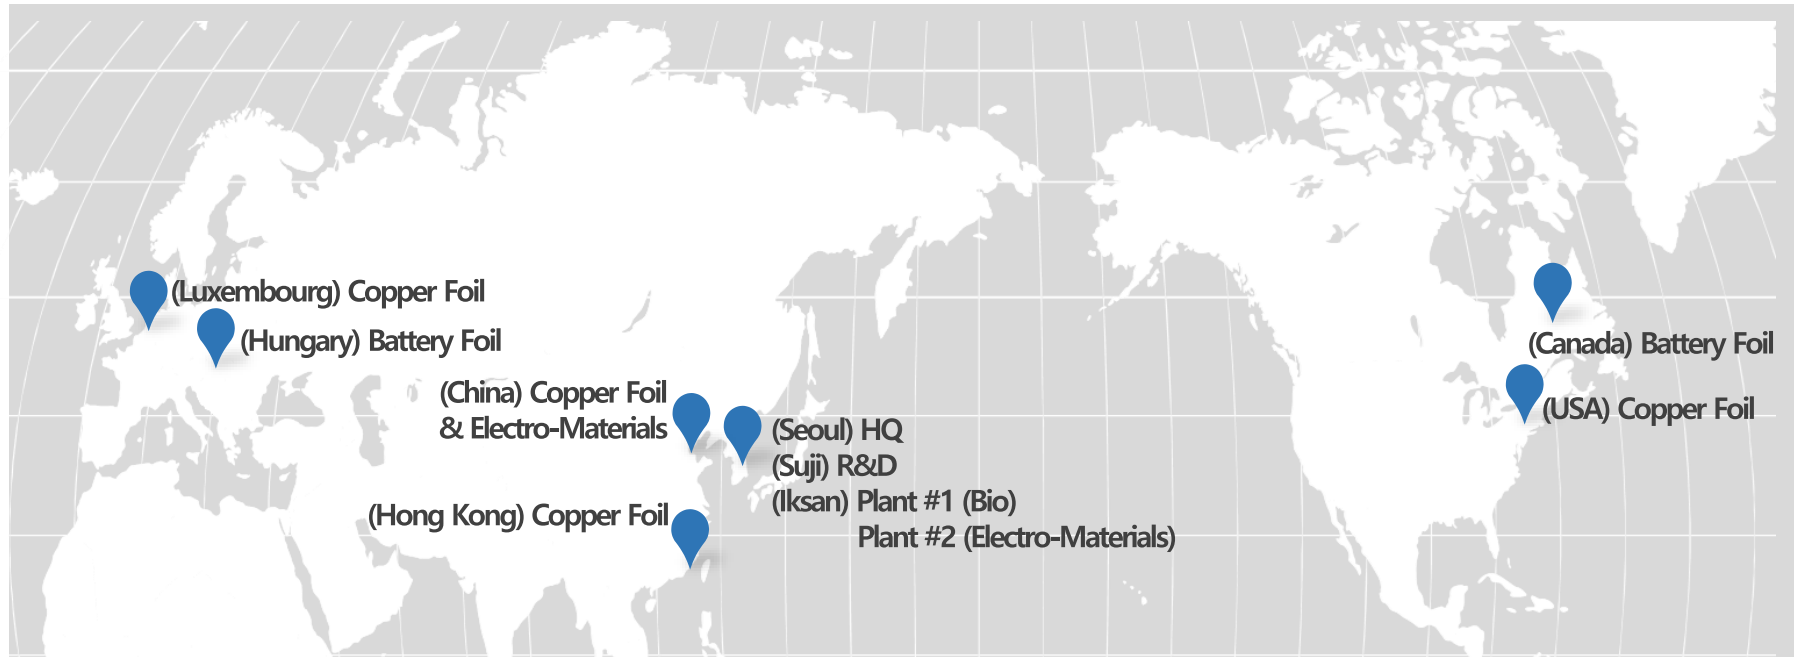 (Luxembourg) Copper Foil
(Hungary) Battery Foil
(China) Copper Foil
& Electro-Materials
(Hong Kong) Copper Foil
(Seoul) HQ
(Suji) R&D
(Iksan) Plant #1 (Bio)
Plant #2 (Electro-Materials)
(Canada) Battery Foil
(USA) Copper Foil